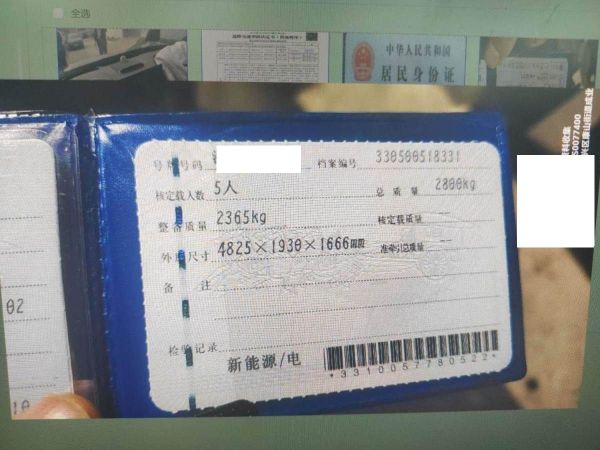 全选
中华人民共和国
居民身份证
号牌号码
档案编号 330500518331
核定载人数 5人
总质量 2800kg
整备质量 2365kg
核定载质量 --
外廓尺寸 4825×1930×1666mm
准牵引总质量 --
备注
检验记录
新能源/电
*3310057780522*
02
10